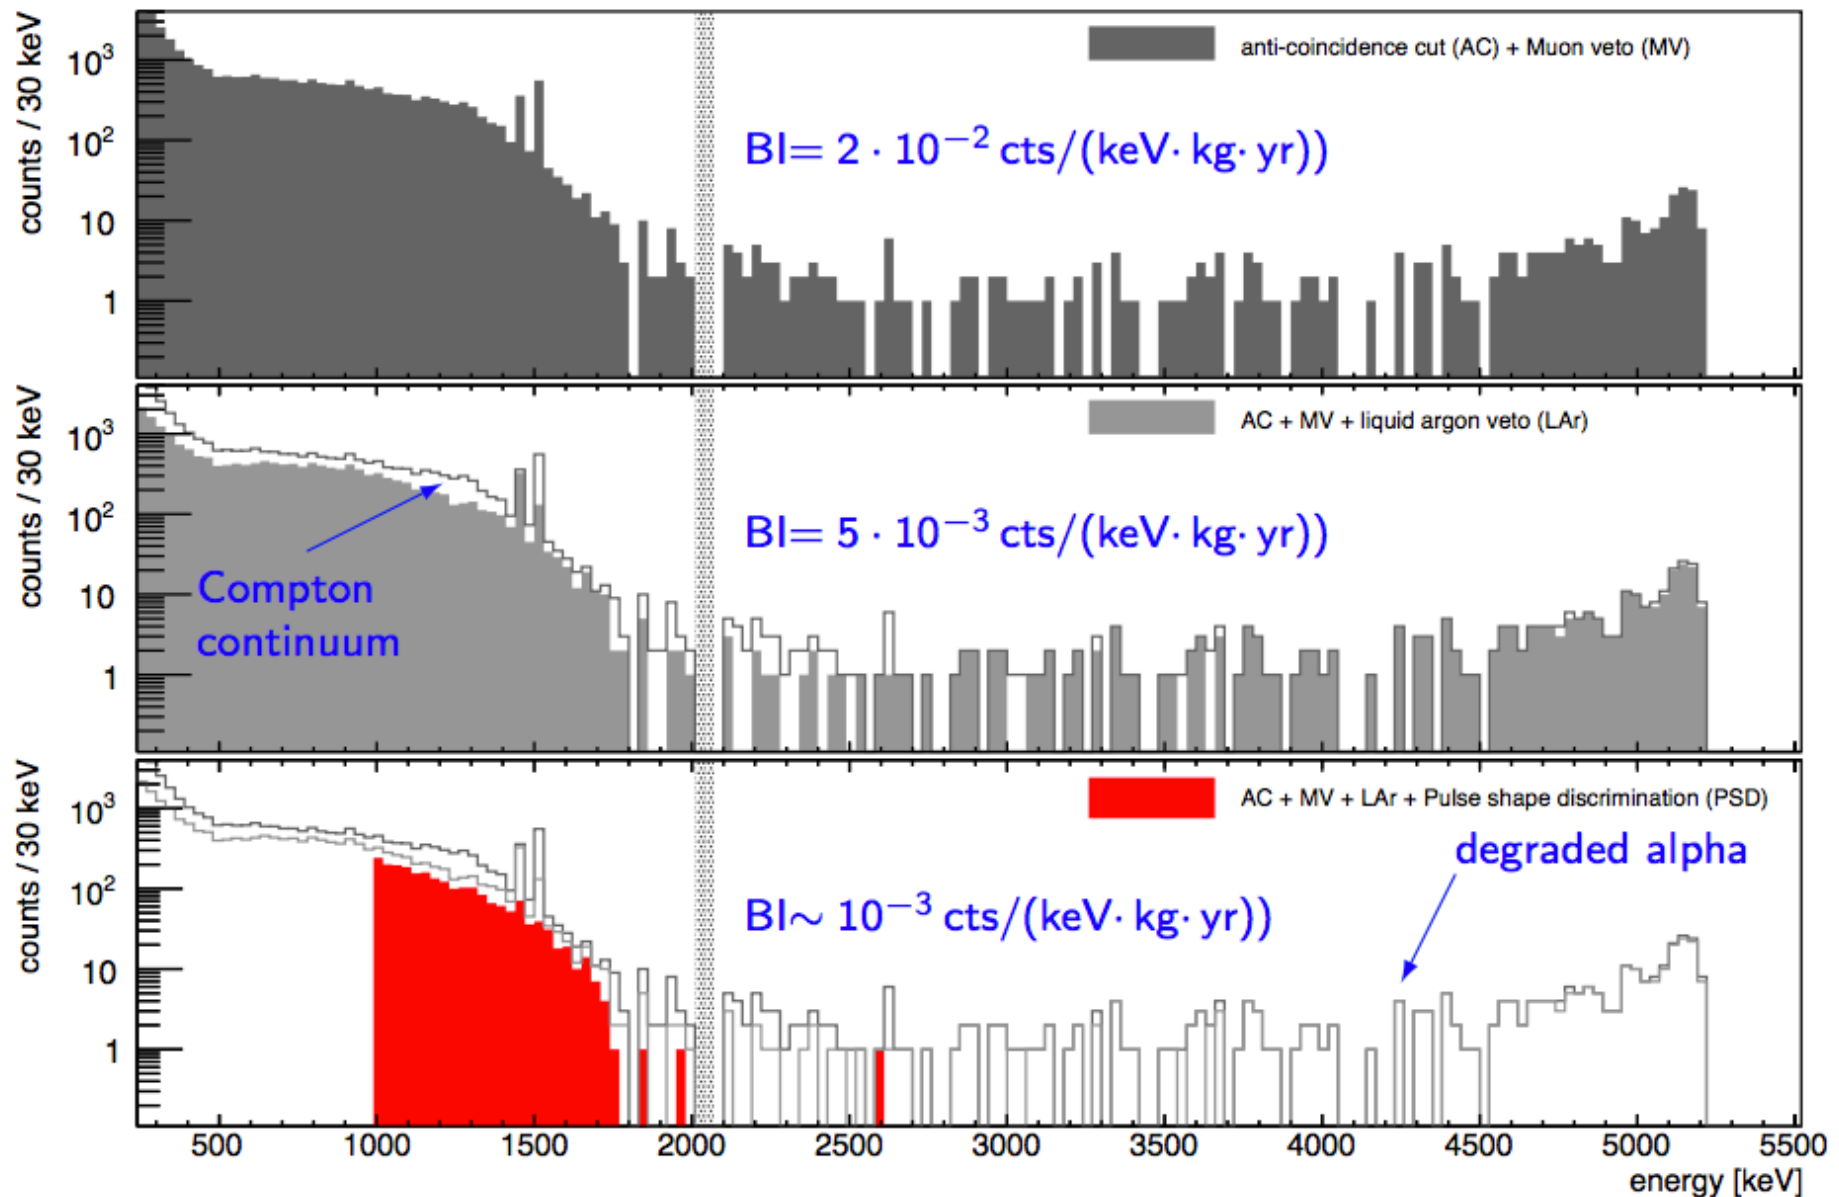 counts / 30 keV
10³
10²
10
1
anti-coincidence cut (AC) + Muon veto (MV)
BI= 2 · 10⁻² cts/(keV· kg· yr))
counts / 30 keV
10³
10²
10
1
AC + MV + liquid argon veto (LAr)
BI= 5 · 10⁻³ cts/(keV· kg· yr))
Compton
continuum
counts / 30 keV
10³
10²
10
1
AC + MV + LAr + Pulse shape discrimination (PSD)
degraded alpha
BI~ 10⁻³ cts/(keV· kg· yr))
500 1000 1500 2000 2500 3000 3500 4000 4500 5000 5500
energy [keV]